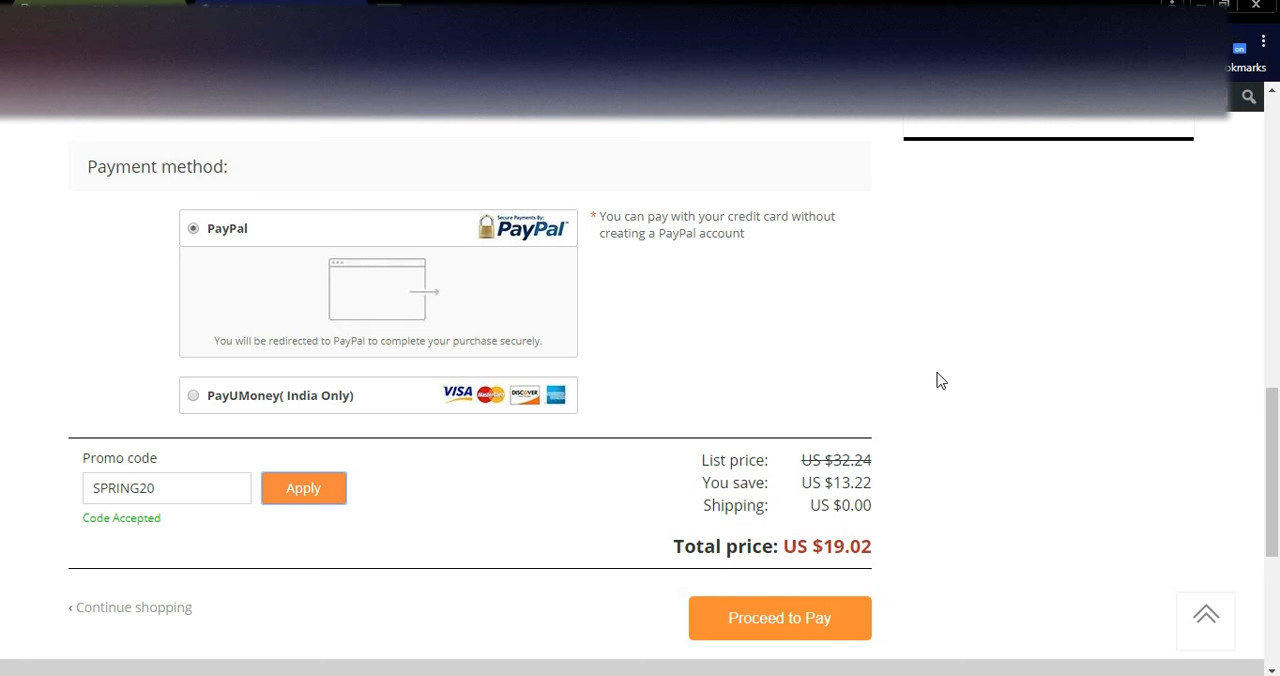 on
okmarks
Payment method:
PayPal
Secure Payments By:
PayPal
* You can pay with your credit card without
creating a PayPal account
You will be redirected to PayPal to complete your purchase securely.
PayUMoney( India Only)
VISA MasterCard DISCOVER
Promo code
SPRING20
Apply
Code Accepted
List price: US $32.24
You save: US $13.22
Shipping: US $0.00
Total price: US $19.02
‹ Continue shopping
Proceed to Pay